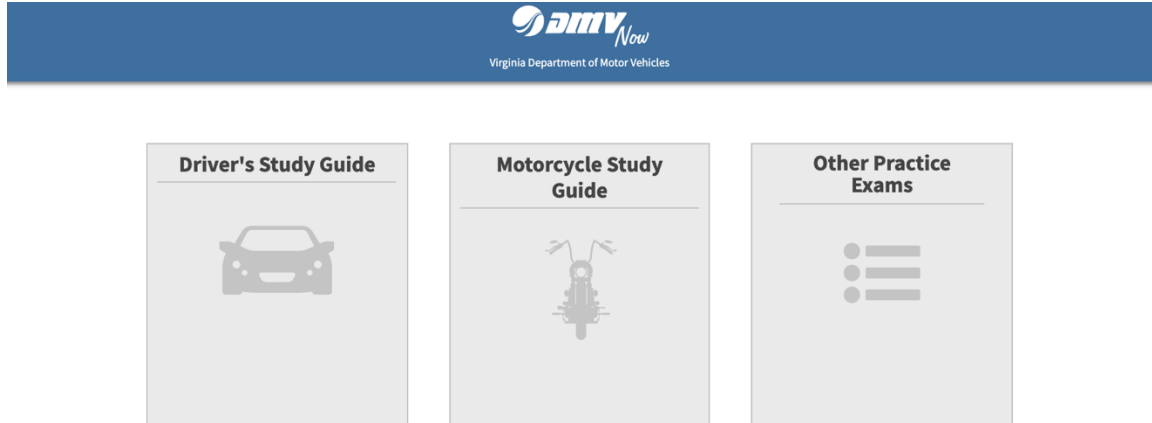 DMV Now
Virginia Department of Motor Vehicles
Driver's Study Guide
Motorcycle Study
Guide
Other Practice
Exams